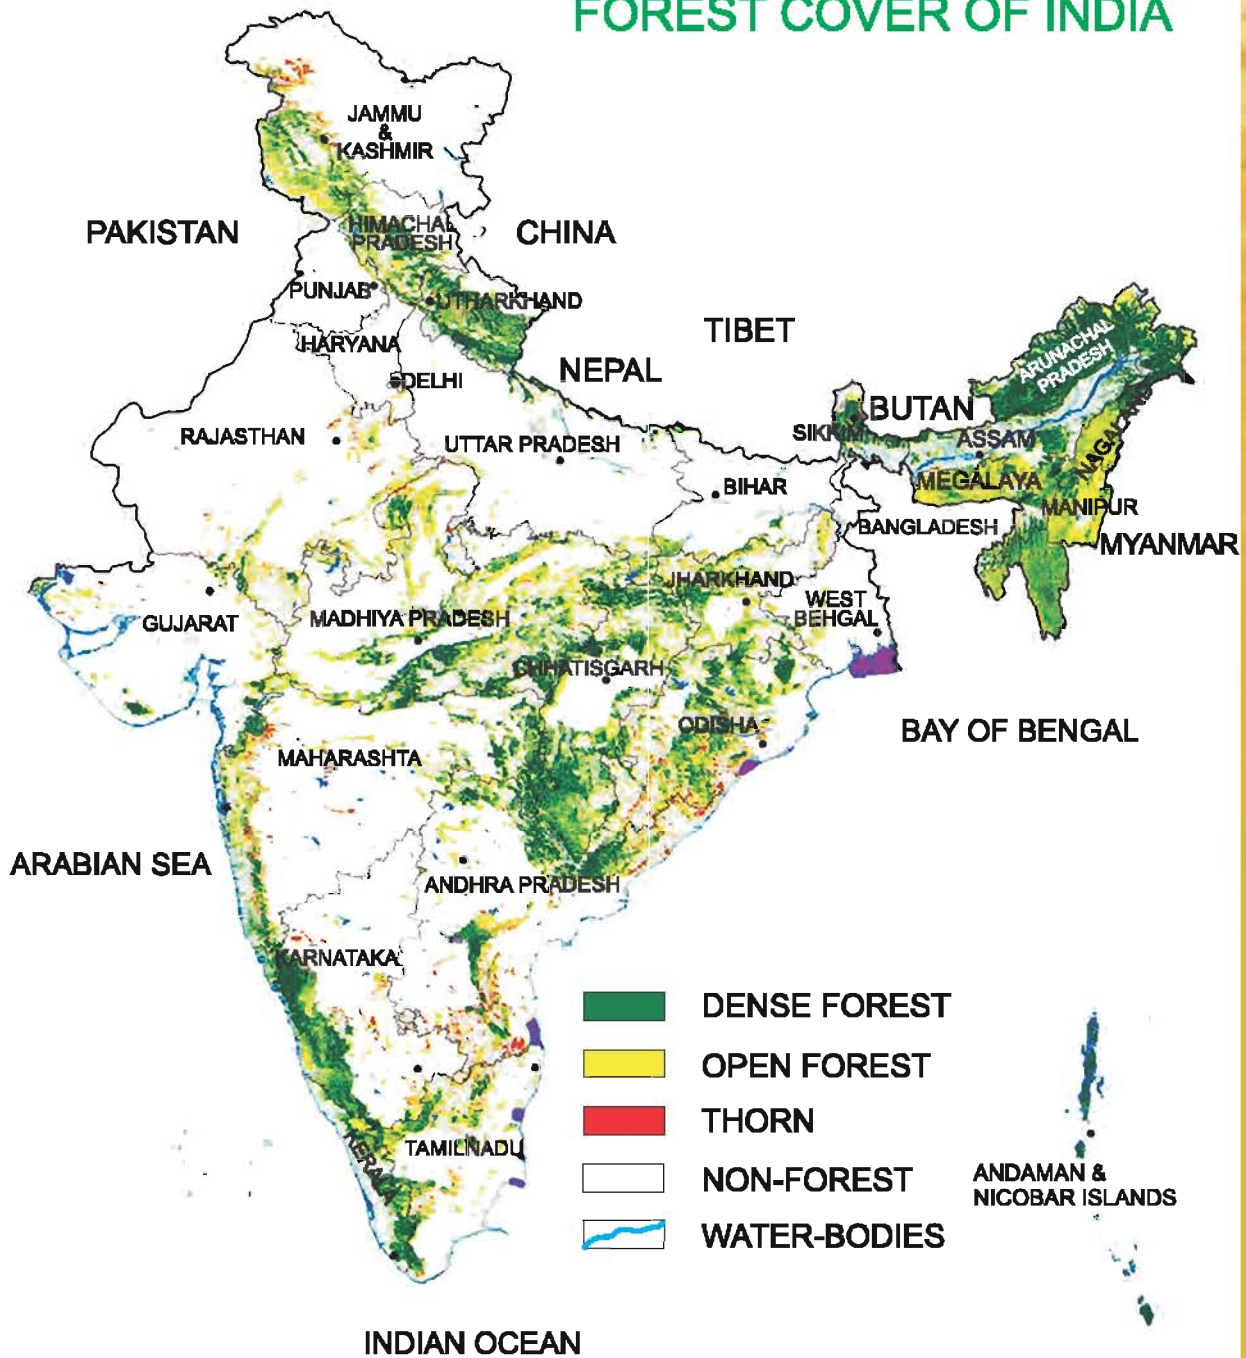 FOREST COVER OF INDIA
JAMMU
&
KASHMIR
PAKISTAN
HIMACHAL
PRADESH
CHINA
PUNJAB
UTHARKHAND
HARYANA
TIBET
DELHI
NEPAL
ARUNACHAL
PRADESH
BUTAN
RAJASTHAN
UTTAR PRADESH
SIKKIM
ASSAM
NAGALAND
BIHAR
MEGALAYA
MANIPUR
BANGLADESH
MYANMAR
JHARKHAND
GUJARAT
MADHIYA PRADESH
WEST
BEHGAL
CHHATISGARH
ODISHA
BAY OF BENGAL
MAHARASHTA
ARABIAN SEA
ANDHRA PRADESH
KARNATAKA
DENSE FOREST
OPEN FOREST
THORN
NON-FOREST
WATER-BODIES
KERALA
TAMILNADU
ANDAMAN &
NICOBAR ISLANDS
INDIAN OCEAN